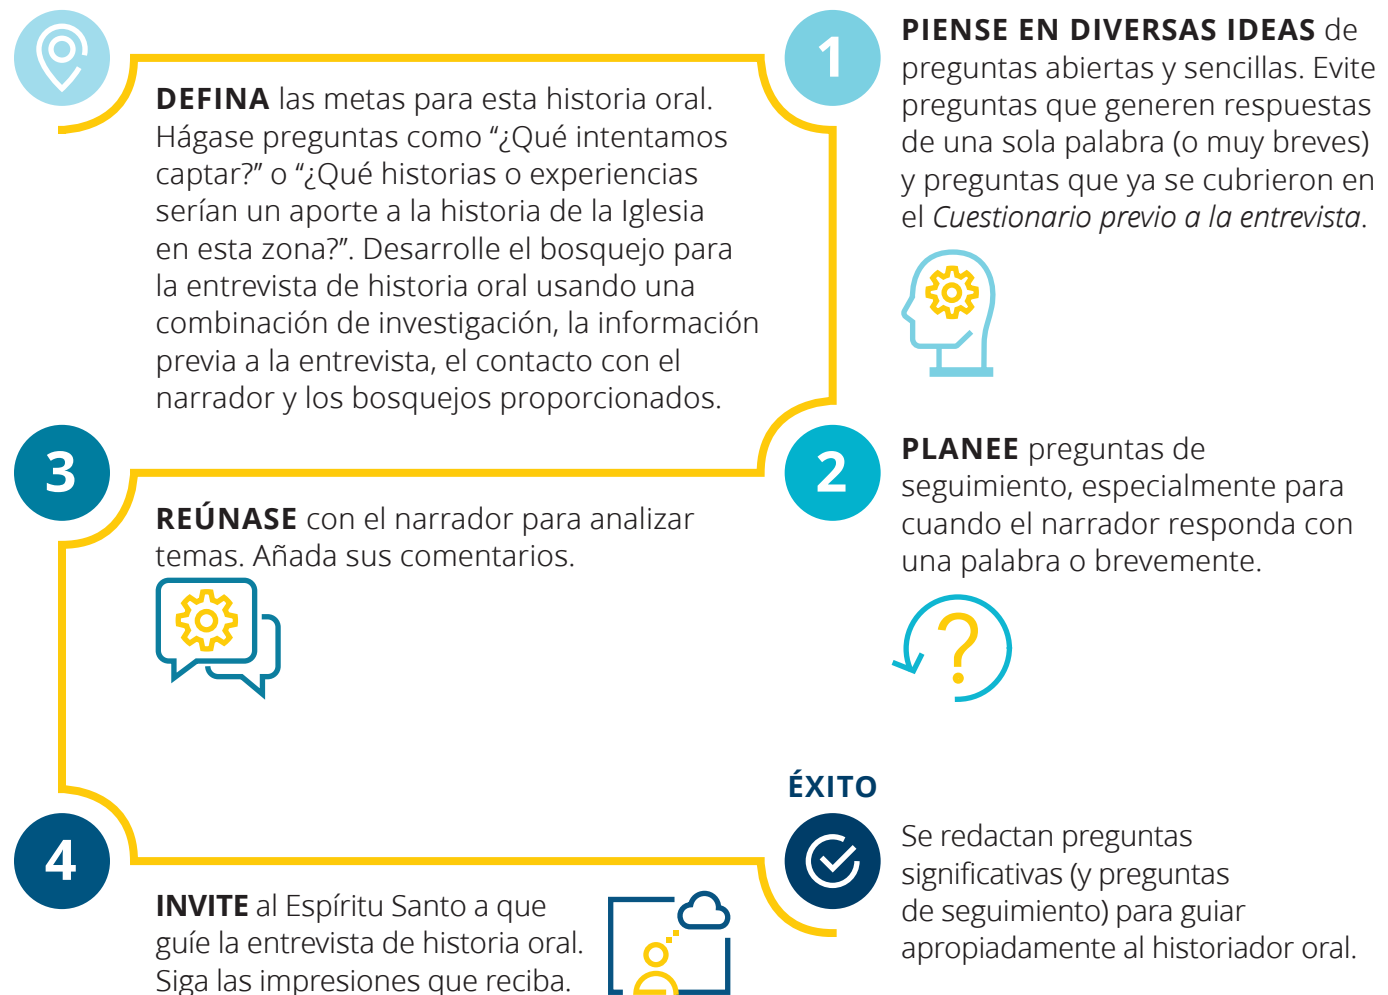 DEFINA las metas para esta historia oral.
Hágase preguntas como “¿Qué intentamos
captar?” o “¿Qué historias o experiencias
serían un aporte a la historia de la Iglesia
en esta zona?”. Desarrolle el bosquejo para
la entrevista de historia oral usando una
combinación de investigación, la información
previa a la entrevista, el contacto con el
narrador y los bosquejos proporcionados.
1
PIENSE EN DIVERSAS IDEAS de
preguntas abiertas y sencillas. Evite
preguntas que generen respuestas
de una sola palabra (o muy breves)
y preguntas que ya se cubrieron en
el Cuestionario previo a la entrevista.
2
PLANEE preguntas de
seguimiento, especialmente para
cuando el narrador responda con
una palabra o brevemente.
?
3
REÚNASE con el narrador para analizar
temas. Añada sus comentarios.
4
INVITE al Espíritu Santo a que
guíe la entrevista de historia oral.
Siga las impresiones que reciba.
ÉXITO
Se redactan preguntas
significativas (y preguntas
de seguimiento) para guiar
apropiadamente al historiador oral.